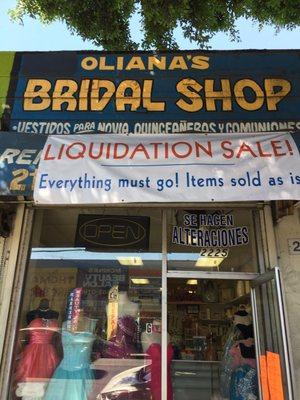 OLIANA'S
BRIDAL SHOP
VESTIDOS PARA NOVIA, QUINCEAÑERAS Y COMUNIONES
LIQUIDATION SALE!
Everything must go! Items sold as is
OPEN
SE HACEN
ALTERACIONES
2225